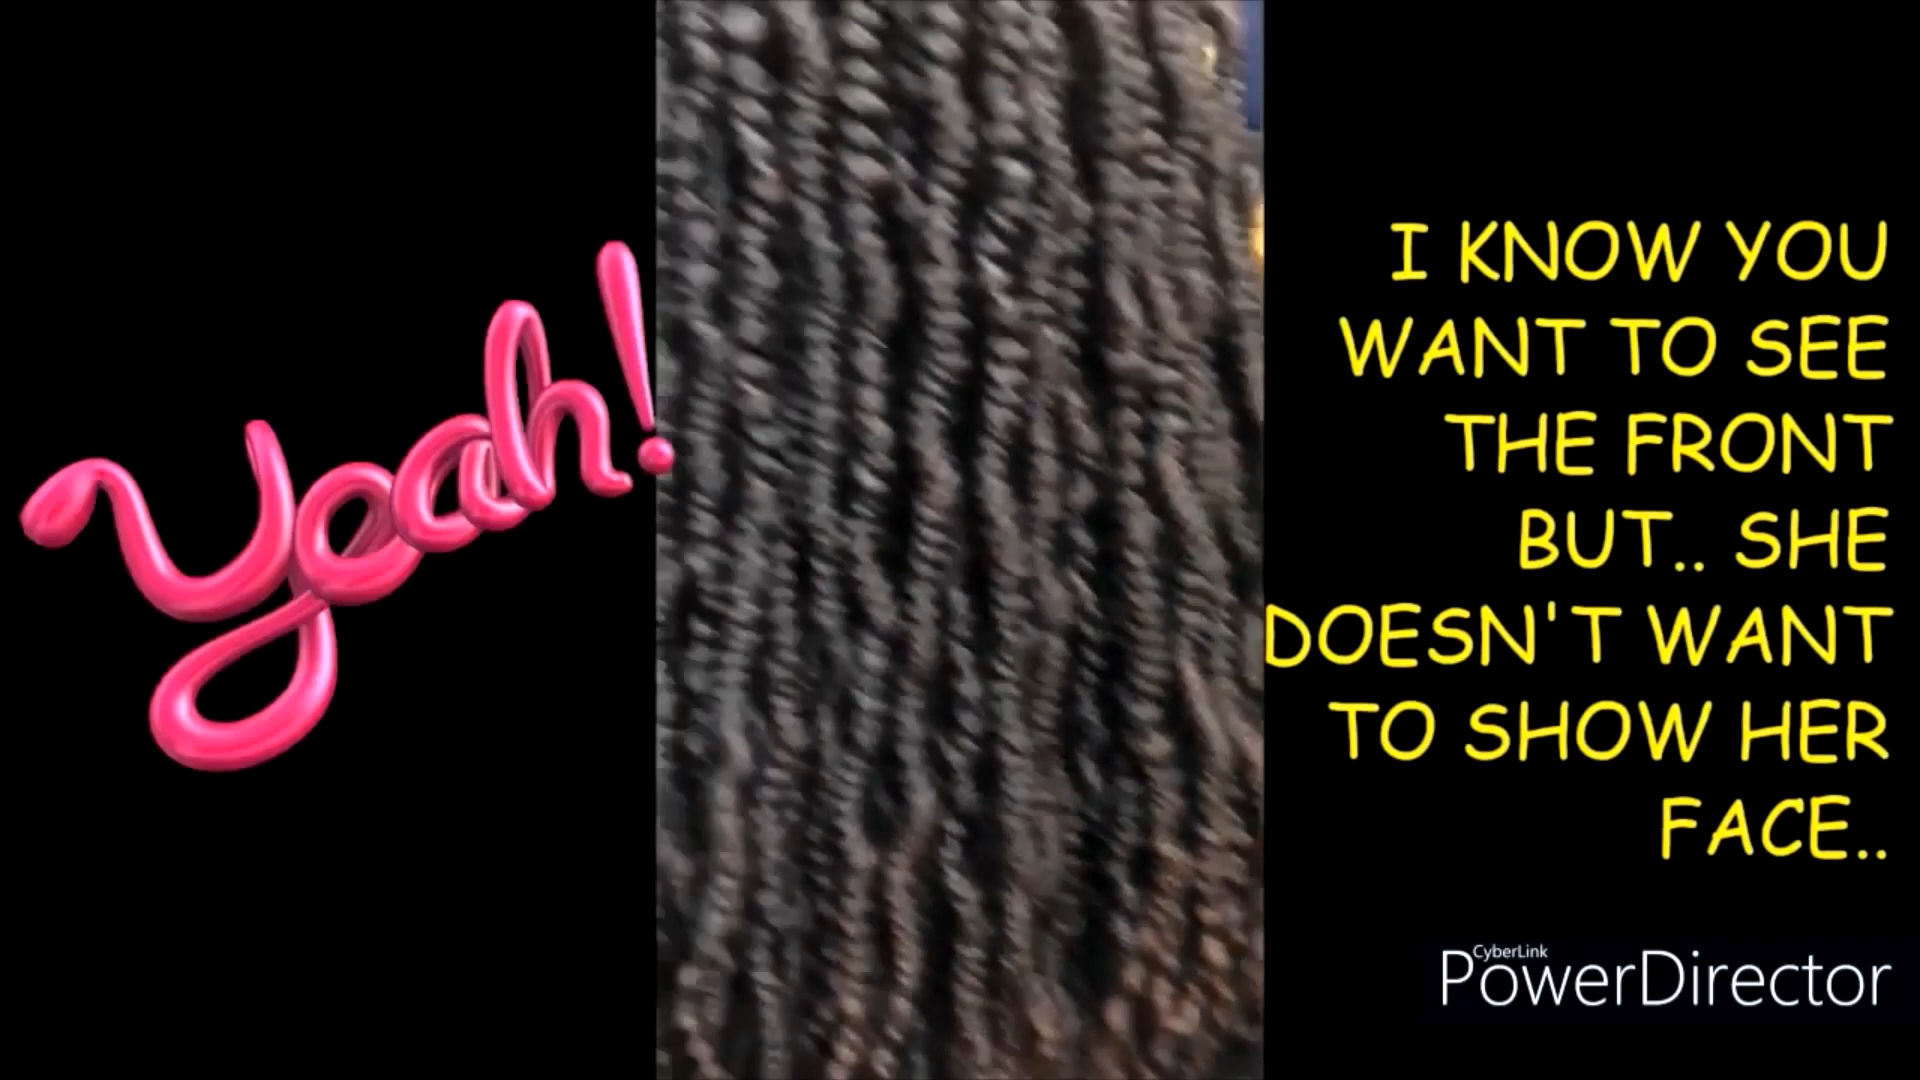 Yeah!
I KNOW YOU
WANT TO SEE
THE FRONT
BUT.. SHE
DOESN'T WANT
TO SHOW HER
FACE..
CyberLink
PowerDirector